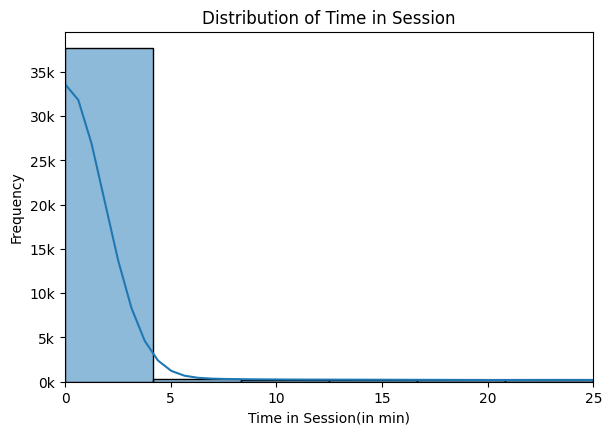 Distribution of Time in Session
Frequency
35k
30k
25k
20k
15k
10k
5k
0k
0 5 10 15 20 25
Time in Session(in min)